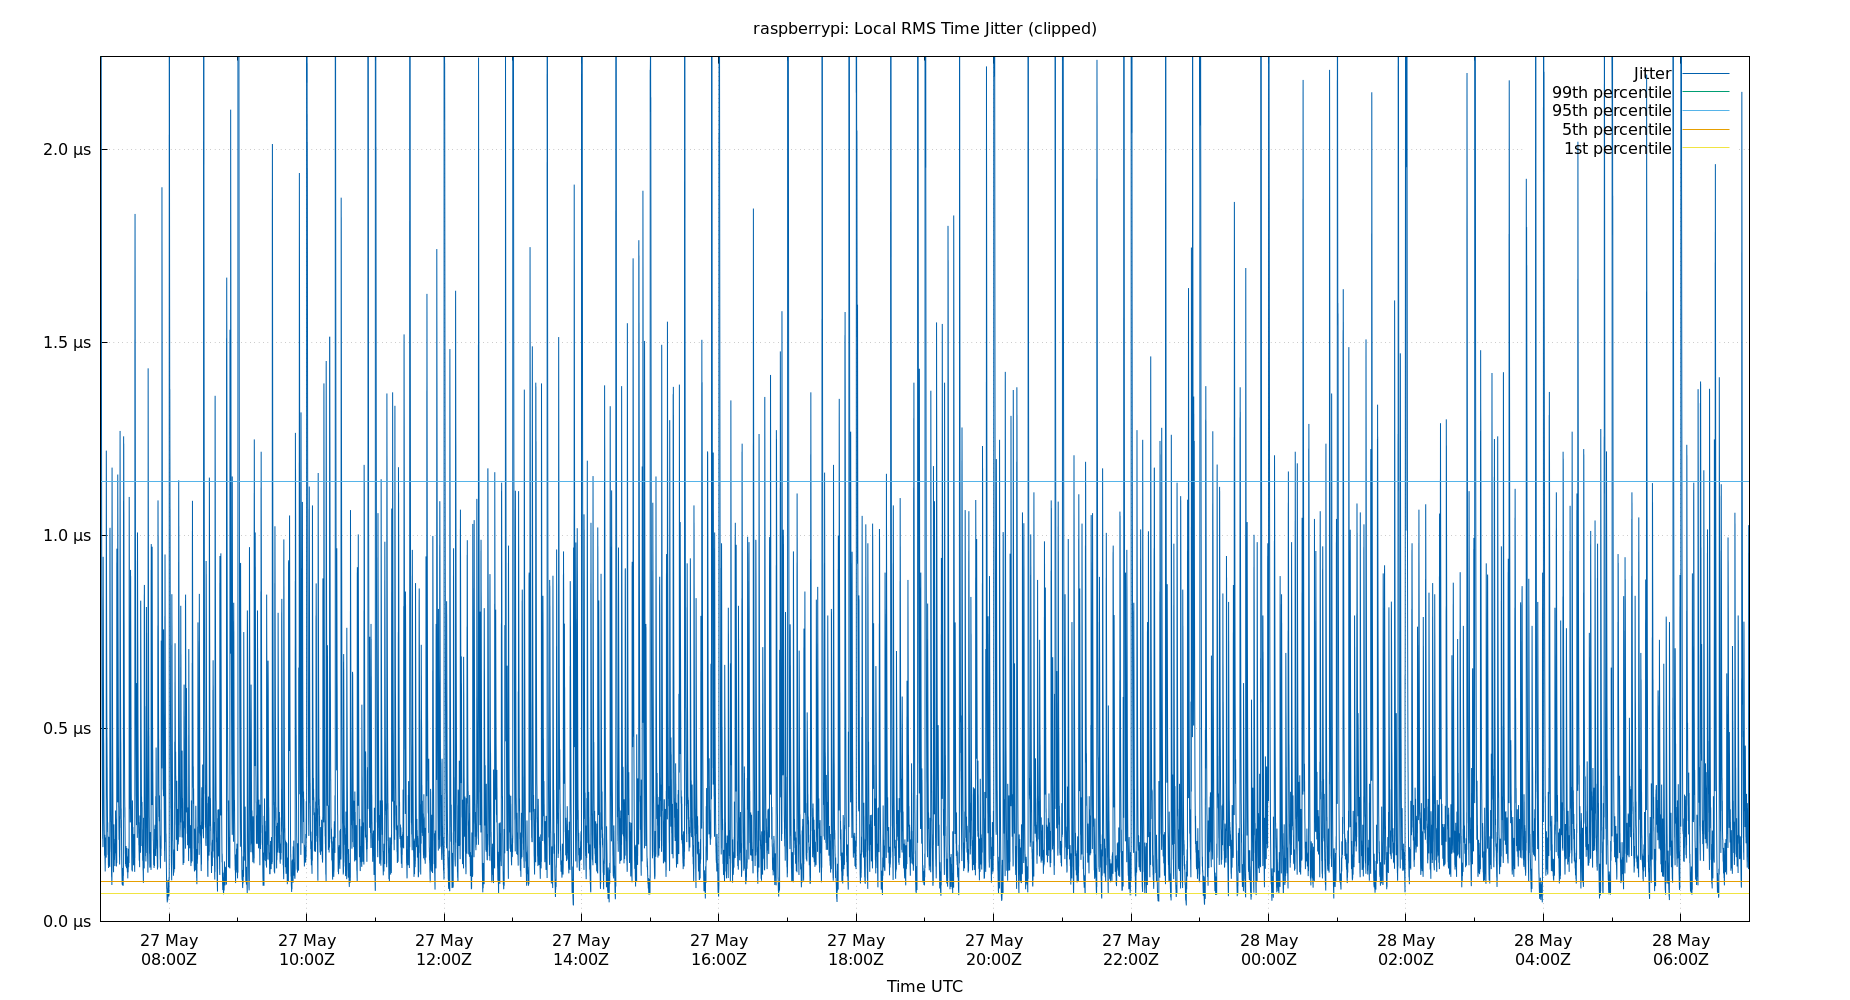 raspberrypi: Local RMS Time Jitter (clipped)
Jitter
99th percentile
95th percentile
5th percentile
1st percentile
2.0 µs
1.5 µs
1.0 µs
0.5 µs
0.0 µs
27 May 27 May 27 May 27 May 27 May 27 May 27 May 27 May 28 May 28 May 28 May 28 May
08:00Z 10:00Z 12:00Z 14:00Z 16:00Z 18:00Z 20:00Z 22:00Z 00:00Z 02:00Z 04:00Z 06:00Z
Time UTC